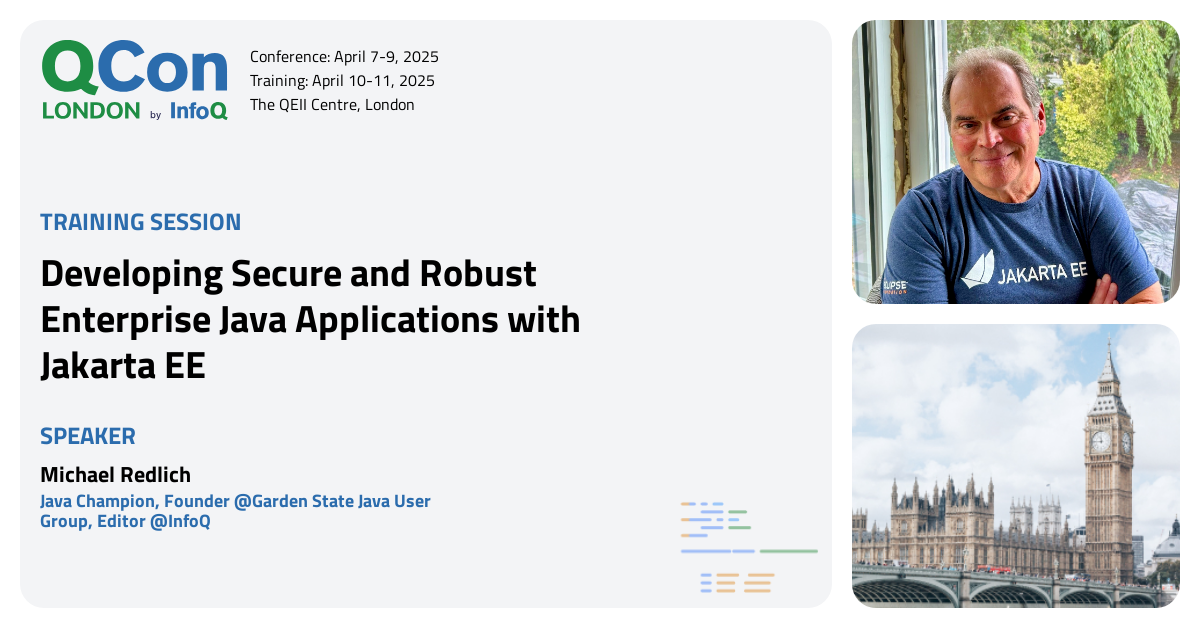 QCon
LONDON by InfoQ
Conference: April 7-9, 2025
Training: April 10-11, 2025
The QEII Centre, London
TRAINING SESSION
Developing Secure and Robust
Enterprise Java Applications with
Jakarta EE
SPEAKER
Michael Redlich
Java Champion, Founder @Garden State Java User
Group, Editor @InfoQ
JAKARTA EE